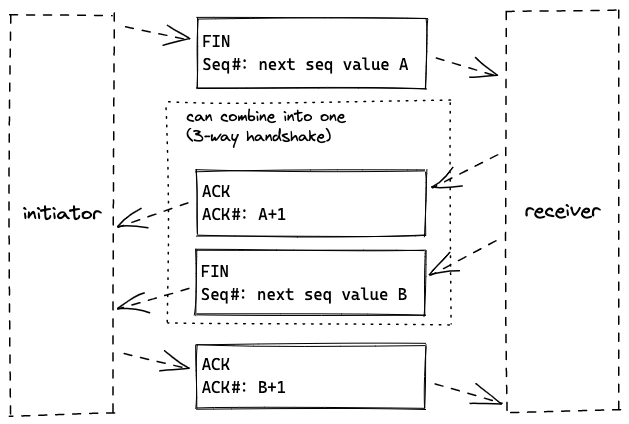 FIN
Seq#: next seq value A
can combine into one
(3-way handshake)
ACK
ACK#: A+1
initiator
receiver
FIN
Seq#: next seq value B
ACK
ACK#: B+1